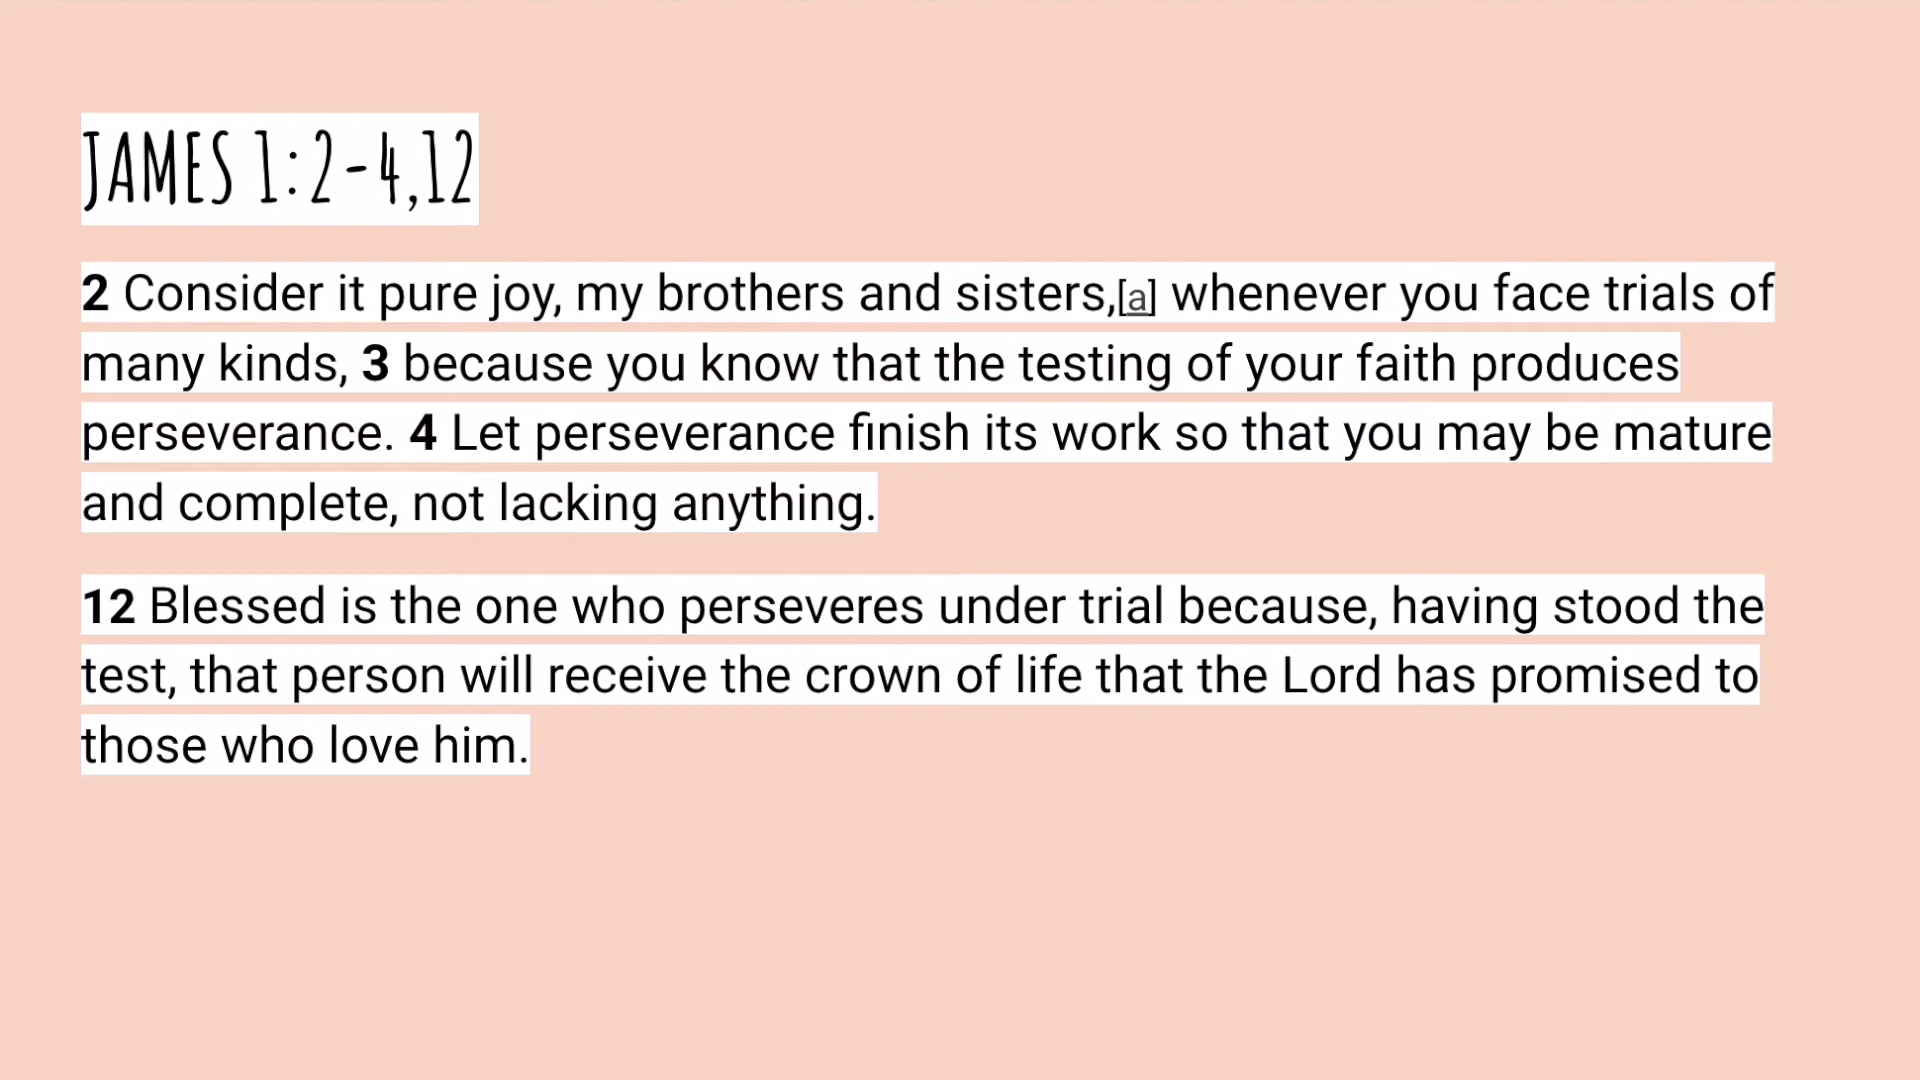 JAMES 1:2-4,12
2 Consider it pure joy, my brothers and sisters,[a] whenever you face trials of
many kinds, 3 because you know that the testing of your faith produces
perseverance. 4 Let perseverance finish its work so that you may be mature
and complete, not lacking anything.
12 Blessed is the one who perseveres under trial because, having stood the
test, that person will receive the crown of life that the Lord has promised to
those who love him.